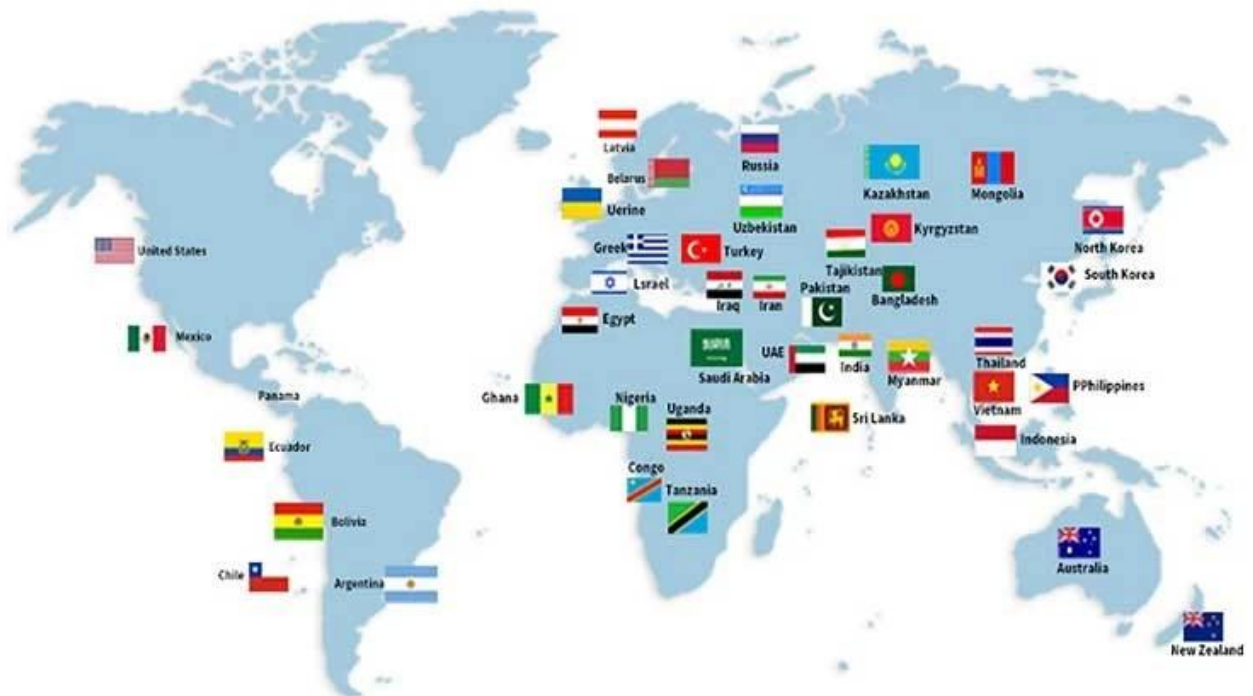 Latvia
Russia
Belarus
Kazakhstan
Mongolia
Uerine
Uzbekistan
Kyrgyzstan
North Korea
United States
Greek
Turkey
Tajikistan
South Korea
Lsrael
Iraq
Iran
Pakistan
Bangladesh
Egypt
Mexico
Saudi Arabia
UAE
India
Myanmar
Thailand
PPhilippines
Panama
Ghana
Nigeria
Uganda
Sri Lanka
Vietnam
Indonesia
Ecuador
Congo
Tanzania
Bolivia
Chile
Argentina
Australia
New Zealand